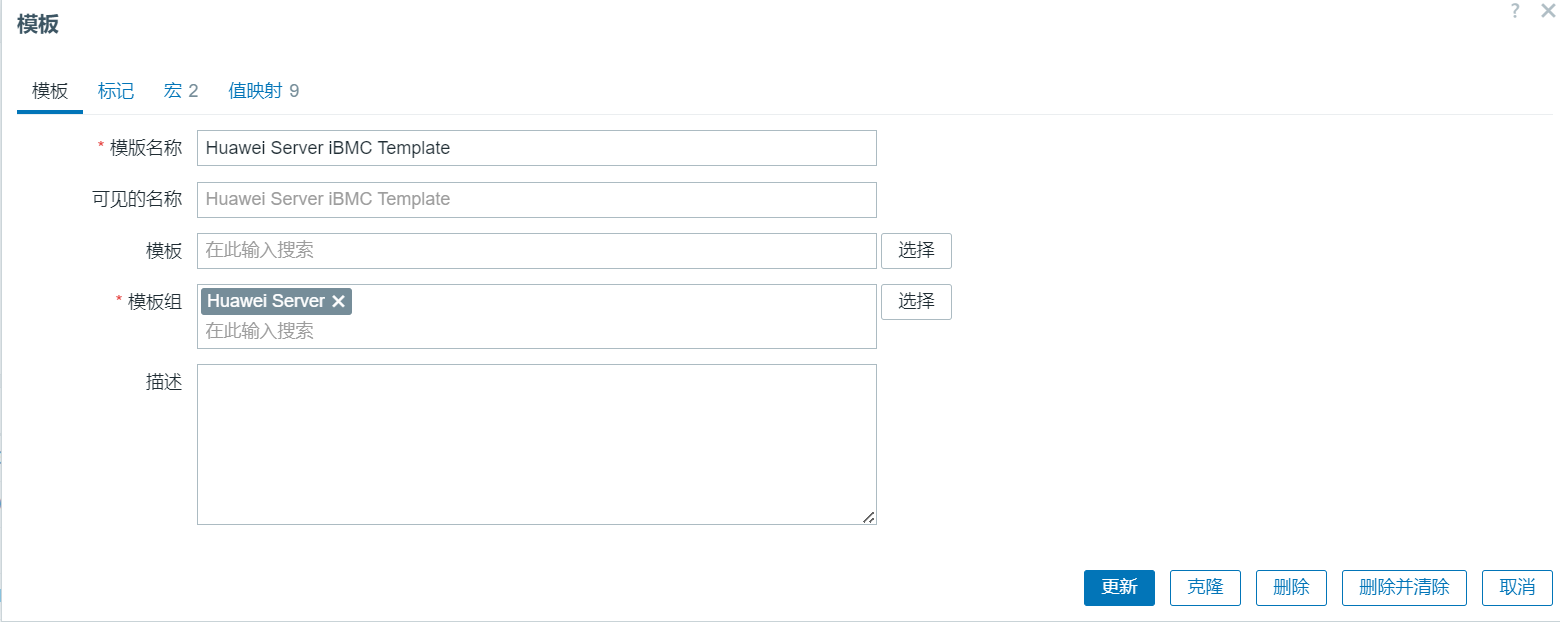 模板
?
模板 标记 宏 2 值映射 9
* 模版名称 Huawei Server iBMC Template
可见的名称 Huawei Server iBMC Template
模板 在此输入搜索 选择
* 模板组 Huawei Server 选择
在此输入搜索
描述
更新 克隆 删除 删除并清除 取消